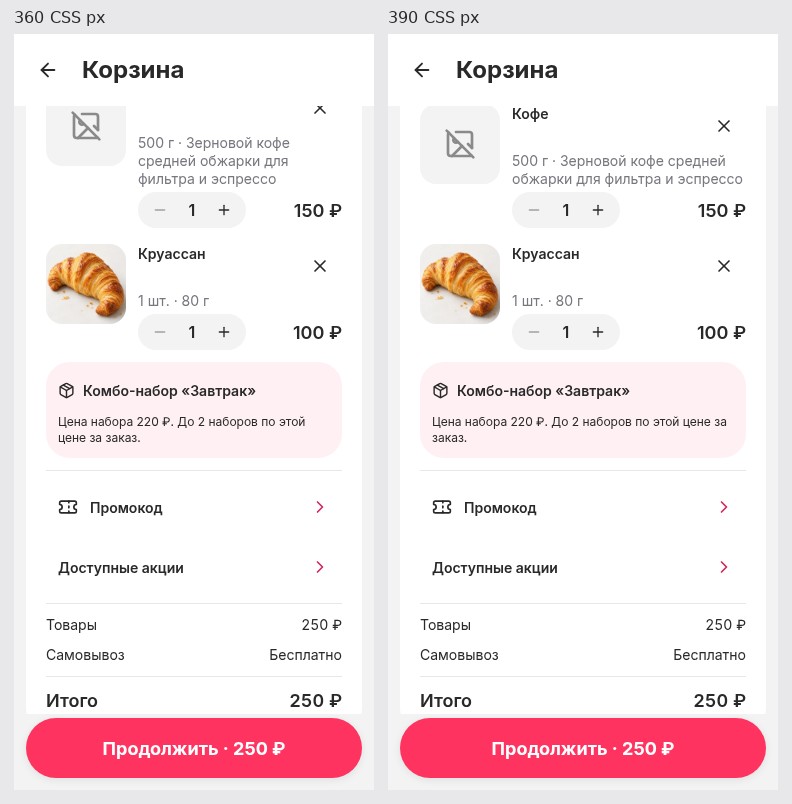 360 CSS px
Корзина
500 г · Зерновой кофе
средней обжарки для
фильтра и эспрессо
1
150 ₽
Круассан
1 шт. · 80 г
1
100 ₽
Комбо-набор «Завтрак»
Цена набора 220 ₽. До 2 наборов по этой
цене за заказ.
Промокод
Доступные акции
Товары 250 ₽
Самовывоз Бесплатно
Итого 250 ₽
Продолжить · 250 ₽
390 CSS px
Корзина
Кофе
500 г · Зерновой кофе средней
обжарки для фильтра и эспрессо
1
150 ₽
Круассан
1 шт. · 80 г
1
100 ₽
Комбо-набор «Завтрак»
Цена набора 220 ₽. До 2 наборов по этой цене за
заказ.
Промокод
Доступные акции
Товары 250 ₽
Самовывоз Бесплатно
Итого 250 ₽
Продолжить · 250 ₽